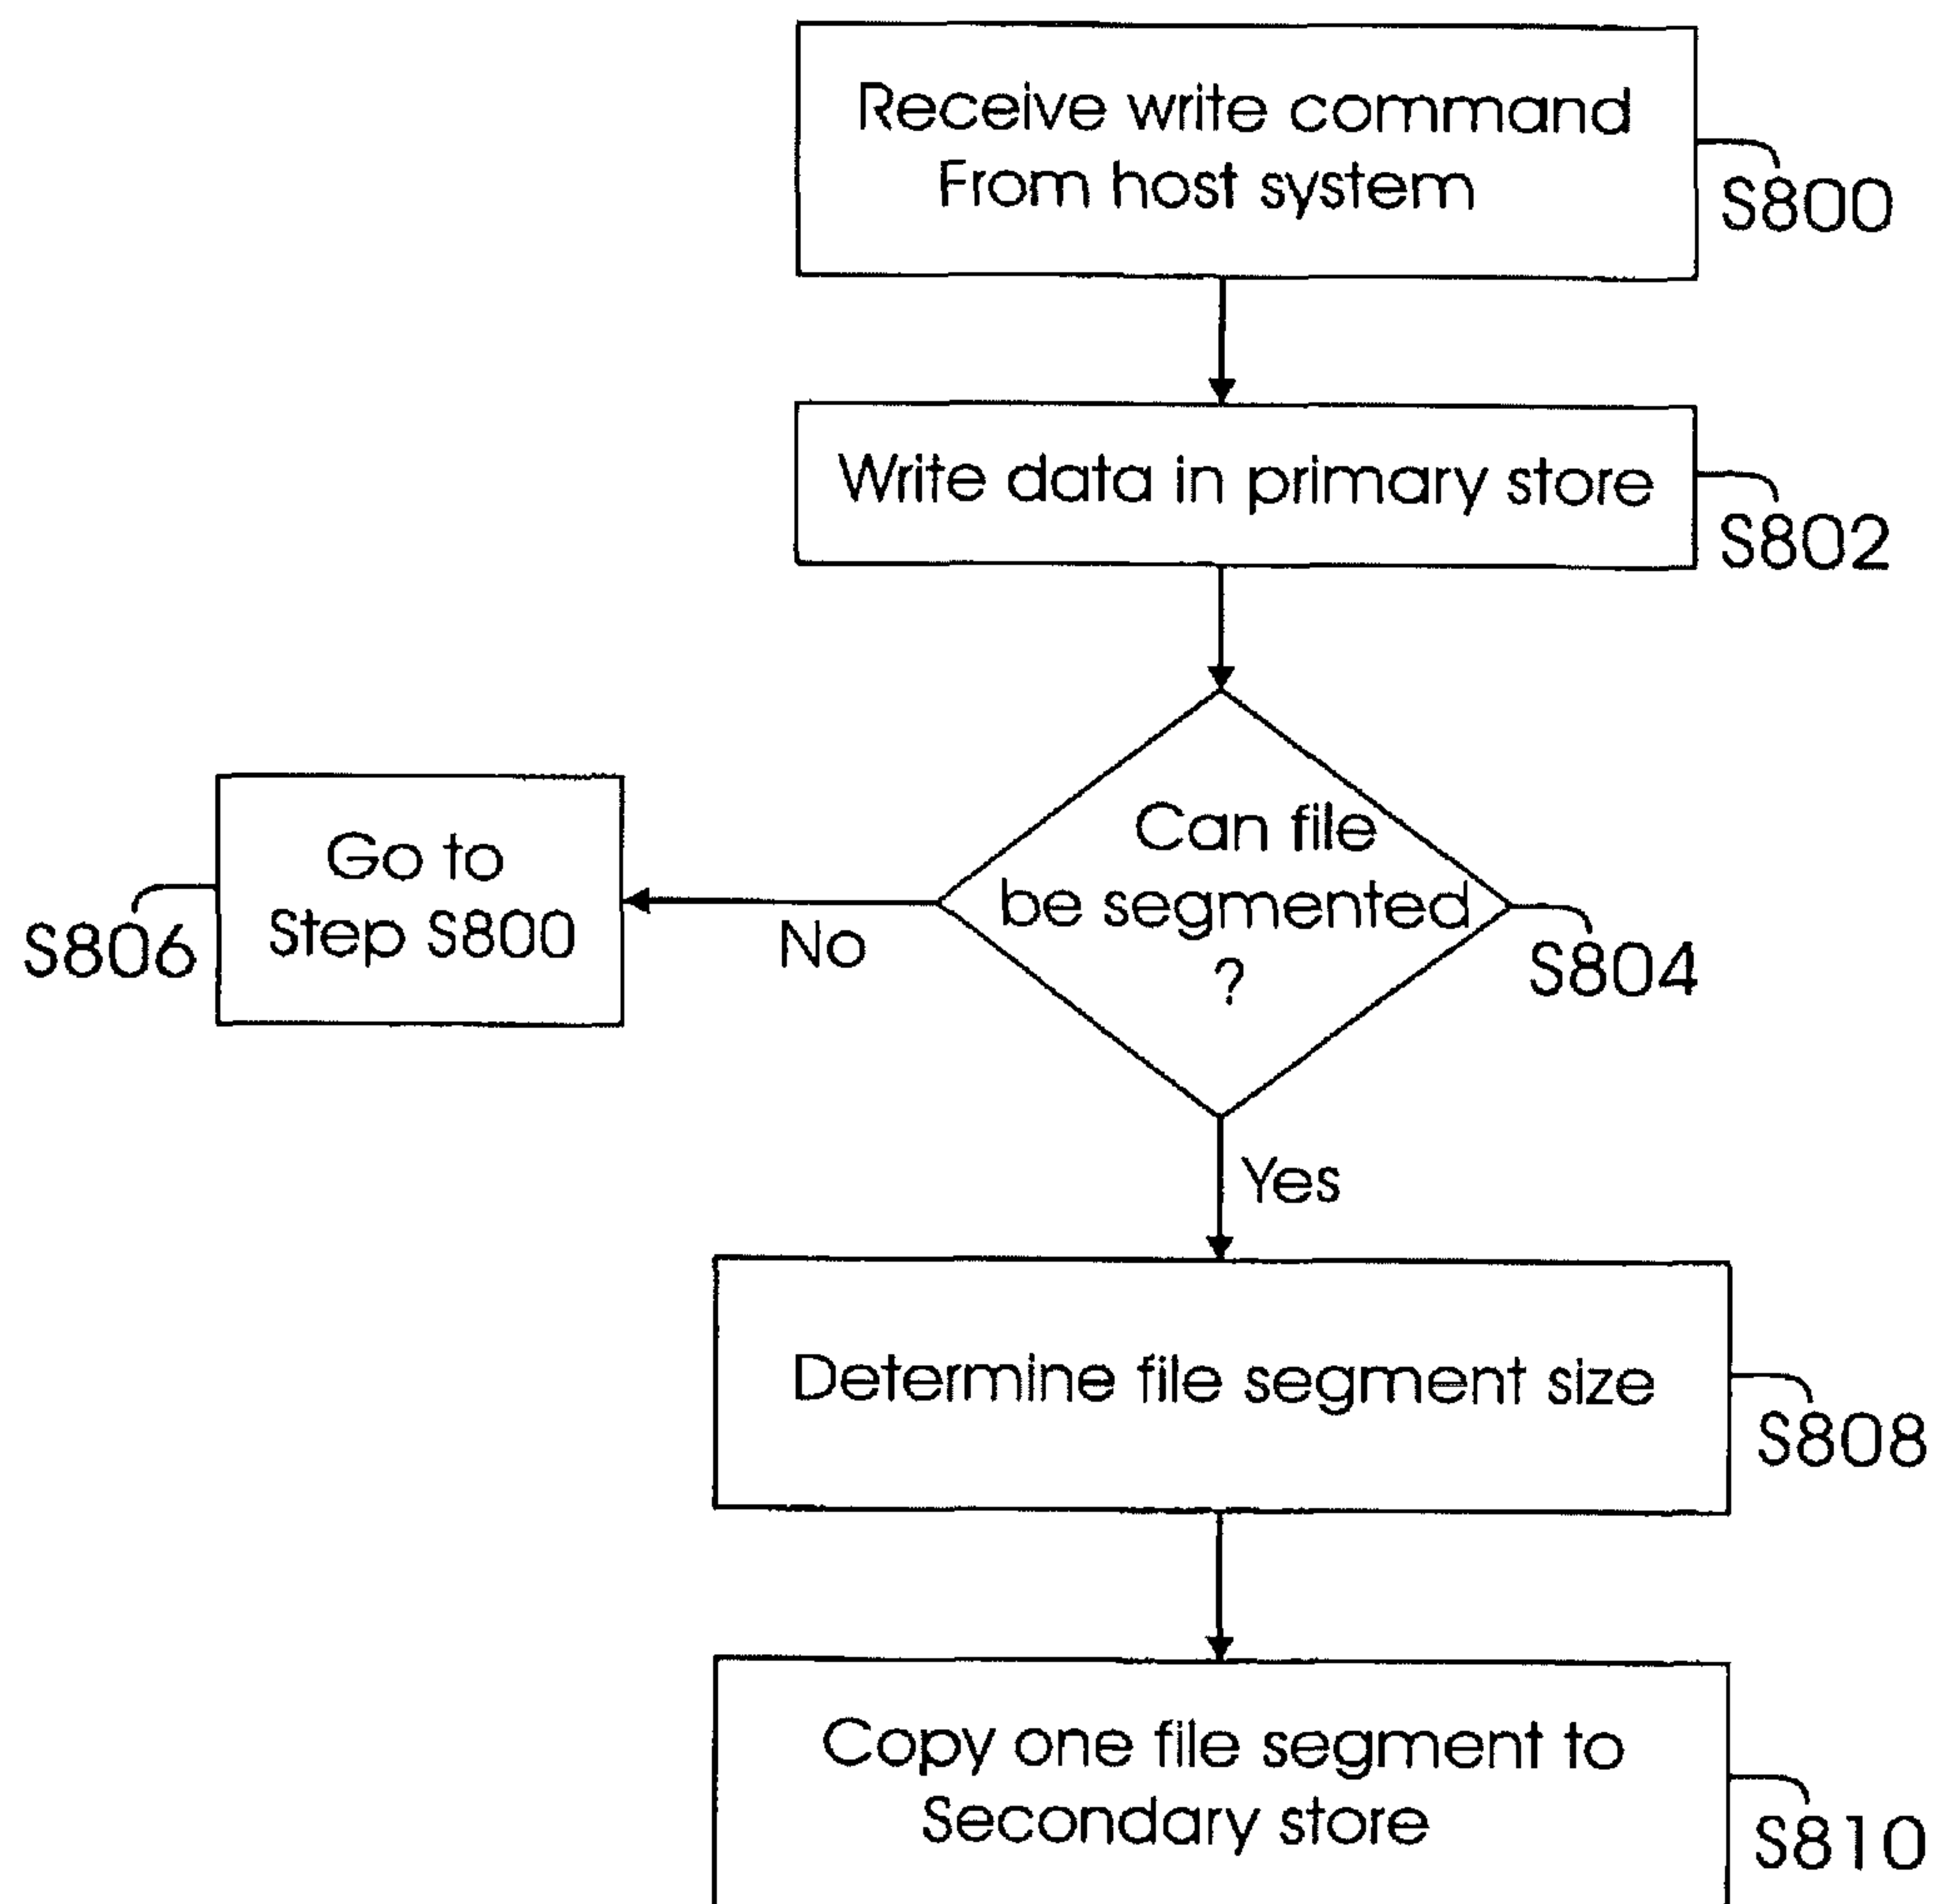 Receive write command
From host system
S800
Write data in primary store
S802
Can file
be segmented
?
S804
No
Go to
Step S800
S806
Yes
Determine file segment size
S808
Copy one file segment to
Secondary store
S810